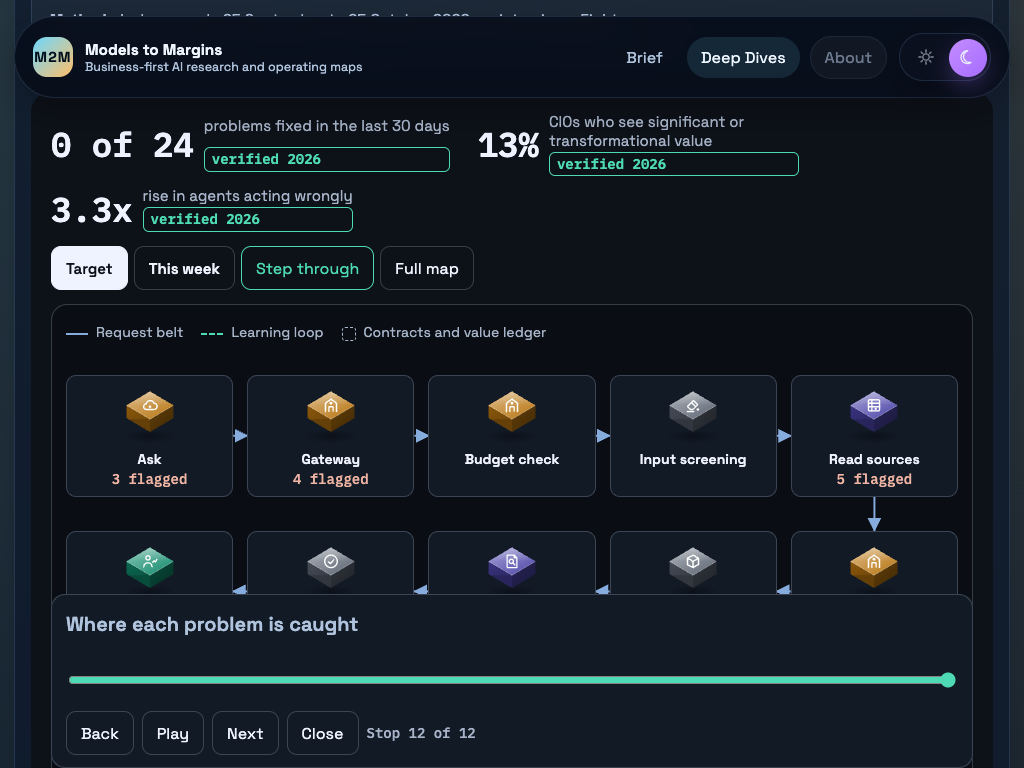 M2M
Models to Margins
Business-first AI research and operating maps
Brief
Deep Dives
About
0 of 24
problems fixed in the last 30 days
verified 2026
13%
CIOs who see significant or
transformational value
verified 2026
3.3x
rise in agents acting wrongly
verified 2026
Target
This week
Step through
Full map
Request belt
Learning loop
Contracts and value ledger
Ask
3 flagged
Gateway
4 flagged
Budget check
Input screening
Read sources
5 flagged
Where each problem is caught
Back
Play
Next
Close
Stop 12 of 12